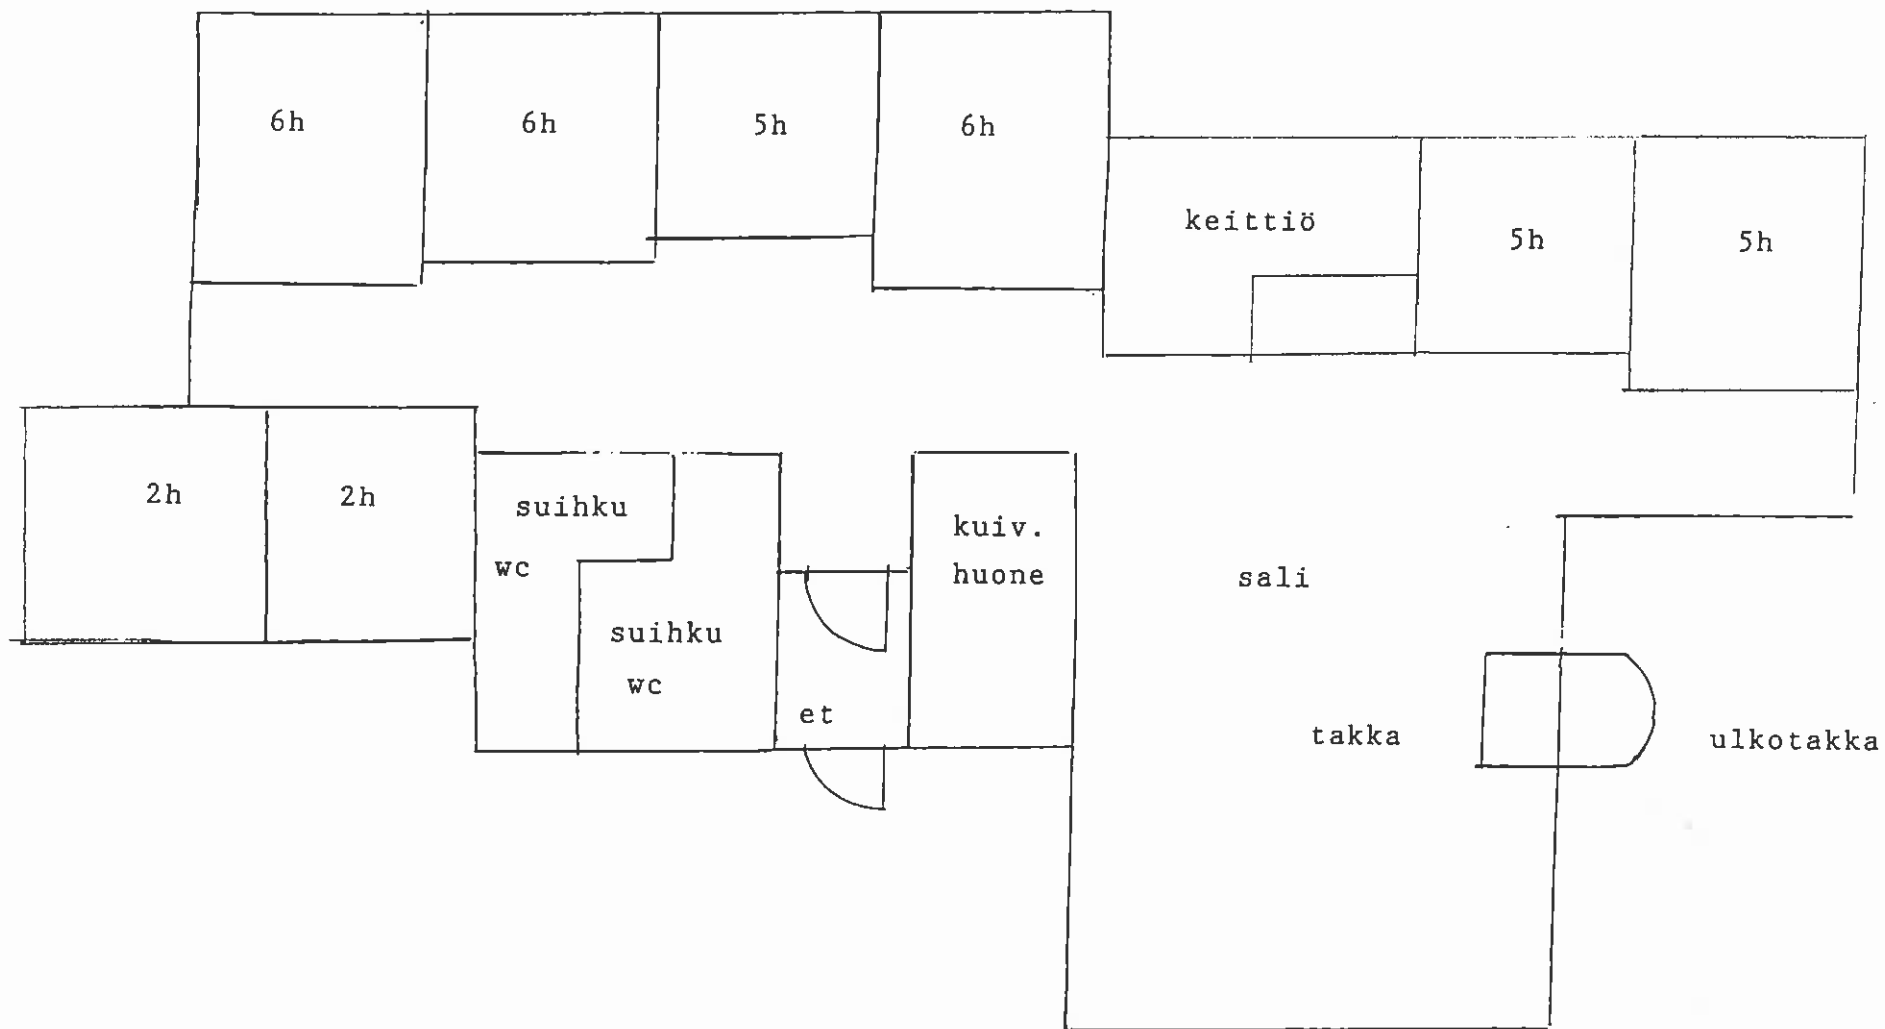 6h
6h
5h
6h
keittiö
5h
5h
2h
2h
suihku
wc
suihku
wc
et
kuiv.
huone
sali
takka
ulkotakka